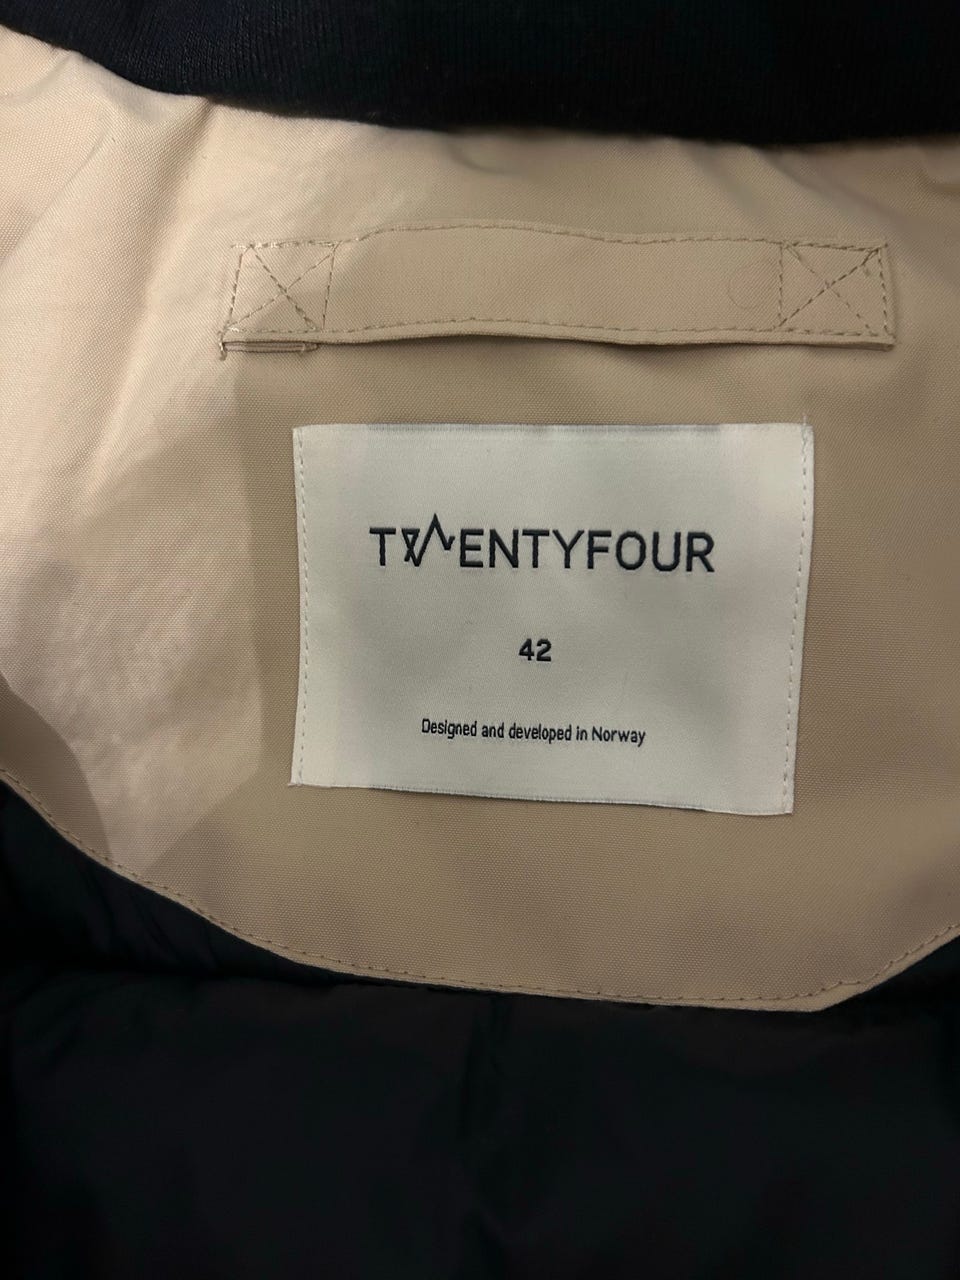 TWENTYFOUR
42
Designed and developed in Norway